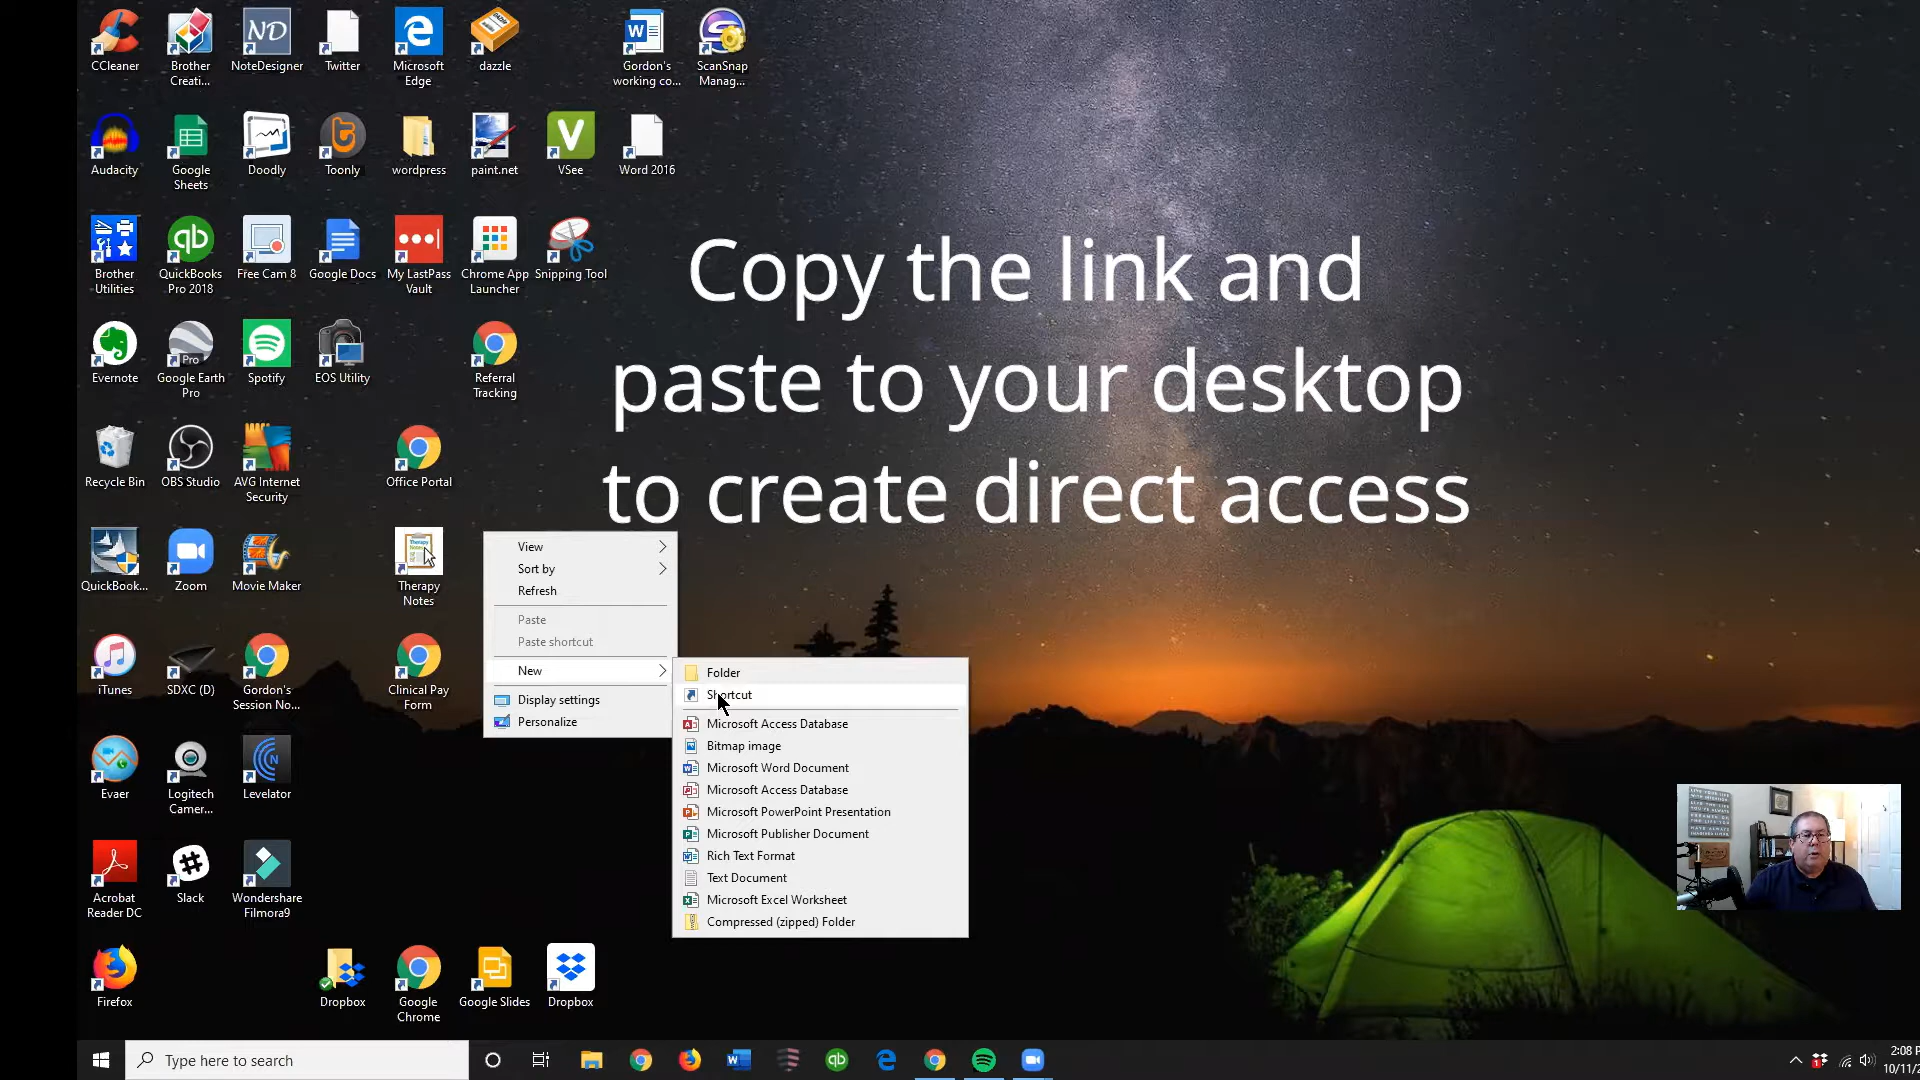 CCleaner
Brother
Creati...
NoteDesigner
Twitter
Microsoft
Edge
dazzle
Gordon's
working co...
ScanSnap
Manag...
Audacity
Google
Sheets
Doodly
Toonly
wordpress
paint.net
VSee
Word 2016
Brother
Utilities
QuickBooks
Pro 2018
Free Cam 8
Google Docs
My LastPass
Vault
Chrome App
Launcher
Snipping Tool
Copy the link and
paste to your desktop
to create direct access
Evernote
Pro
Google Earth
Pro
Spotify
EOS Utility
Referral
Tracking
Recycle Bin
OBS Studio
AVG Internet
Security
Office Portal
QuickBook...
Zoom
Movie Maker
Therapy
Notes
iTunes
SDXC (D)
Gordon's
Session No...
Clinical Pay
Form
Evaer
Logitech
Camer...
Levelator
Acrobat
Reader DC
Slack
Wondershare
Filmora9
Firefox
Dropbox
Google
Chrome
Google Slides
Dropbox
View
Sort by
Refresh
Paste
Paste shortcut
New
Display settings
Personalize
Folder
Shortcut
Microsoft Access Database
Bitmap image
Microsoft Word Document
Microsoft Access Database
Microsoft PowerPoint Presentation
Microsoft Publisher Document
Rich Text Format
Text Document
Microsoft Excel Worksheet
Compressed (zipped) Folder
Type here to search
2:08 P
10/11/2